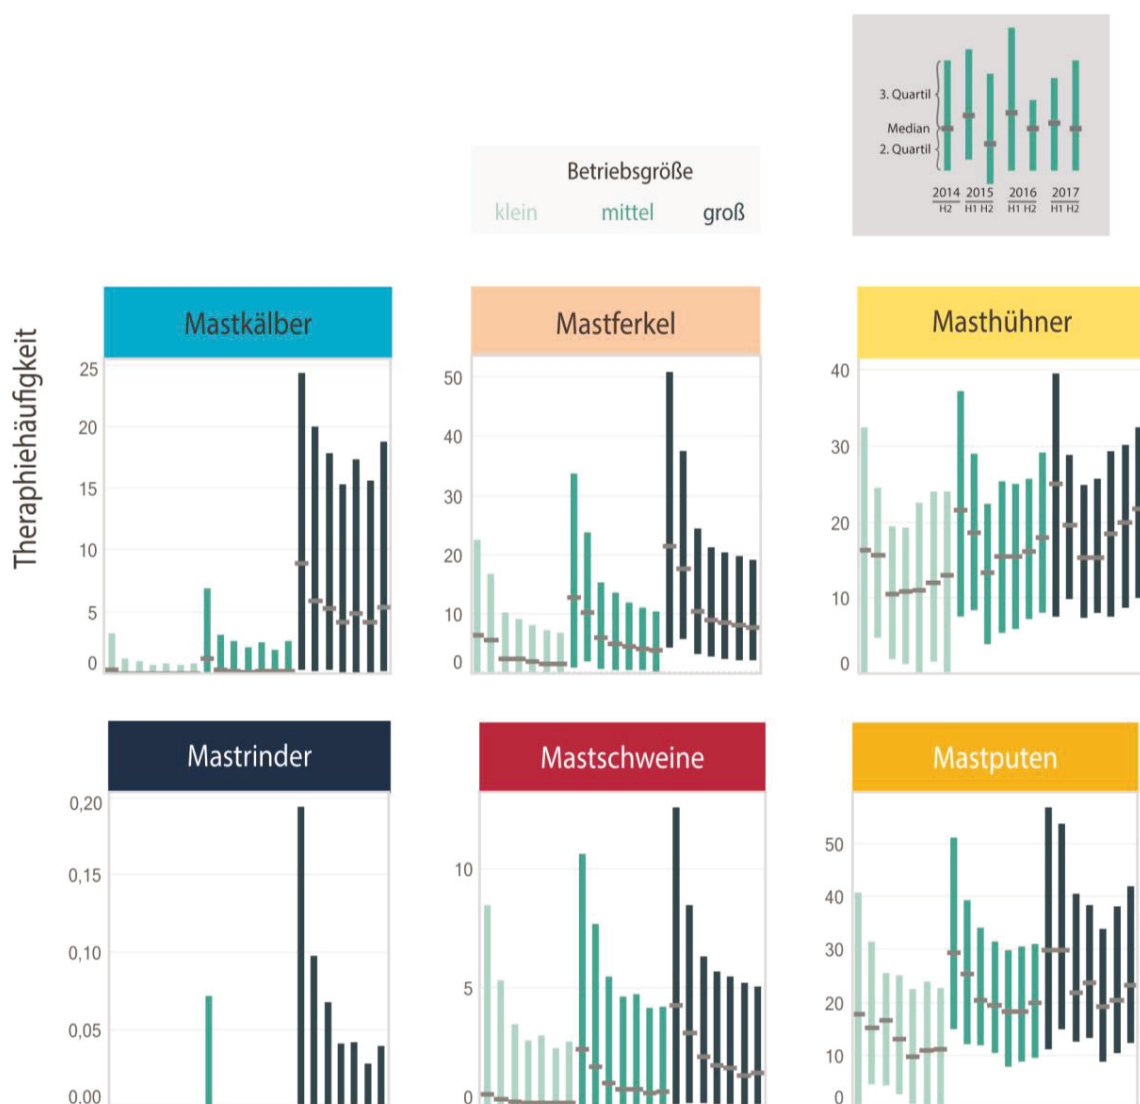 3. Quartil
Median
2. Quartil
2014 2015 2016 2017
H2 H1 H2 H1 H2 H1 H2
Betriebsgröße
klein mittel groß
Theraphiehäufigkeit
Mastkälber
25
20
15
10
5
0
Mastferkel
50
40
30
20
10
0
Masthühner
40
30
20
10
0
Mastrinder
0,20
0,15
0,10
0,05
0,00
Mastschweine
10
5
0
Mastputen
50
40
30
20
10
0